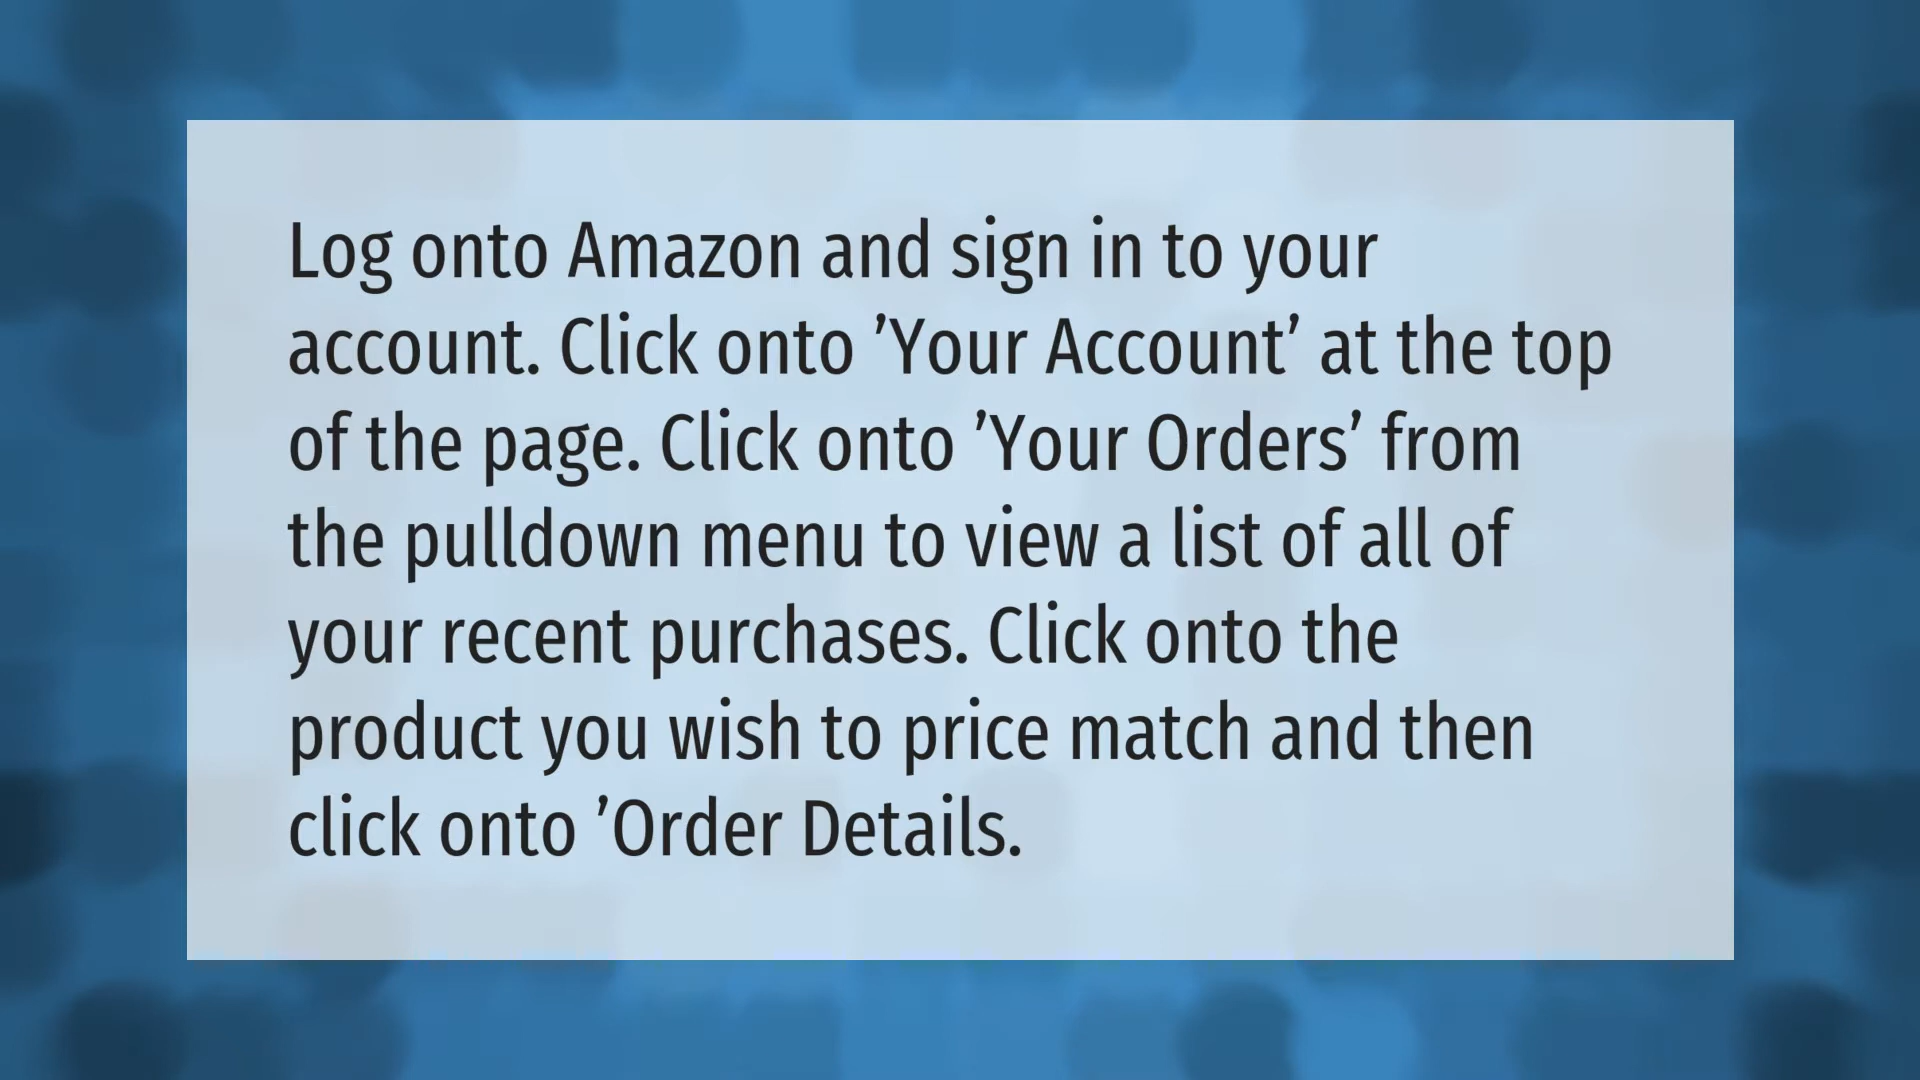 Log onto Amazon and sign in to your
account. Click onto ’Your Account’ at the top
of the page. Click onto ’Your Orders’ from
the pulldown menu to view a list of all of
your recent purchases. Click onto the
product you wish to price match and then
click onto ’Order Details.